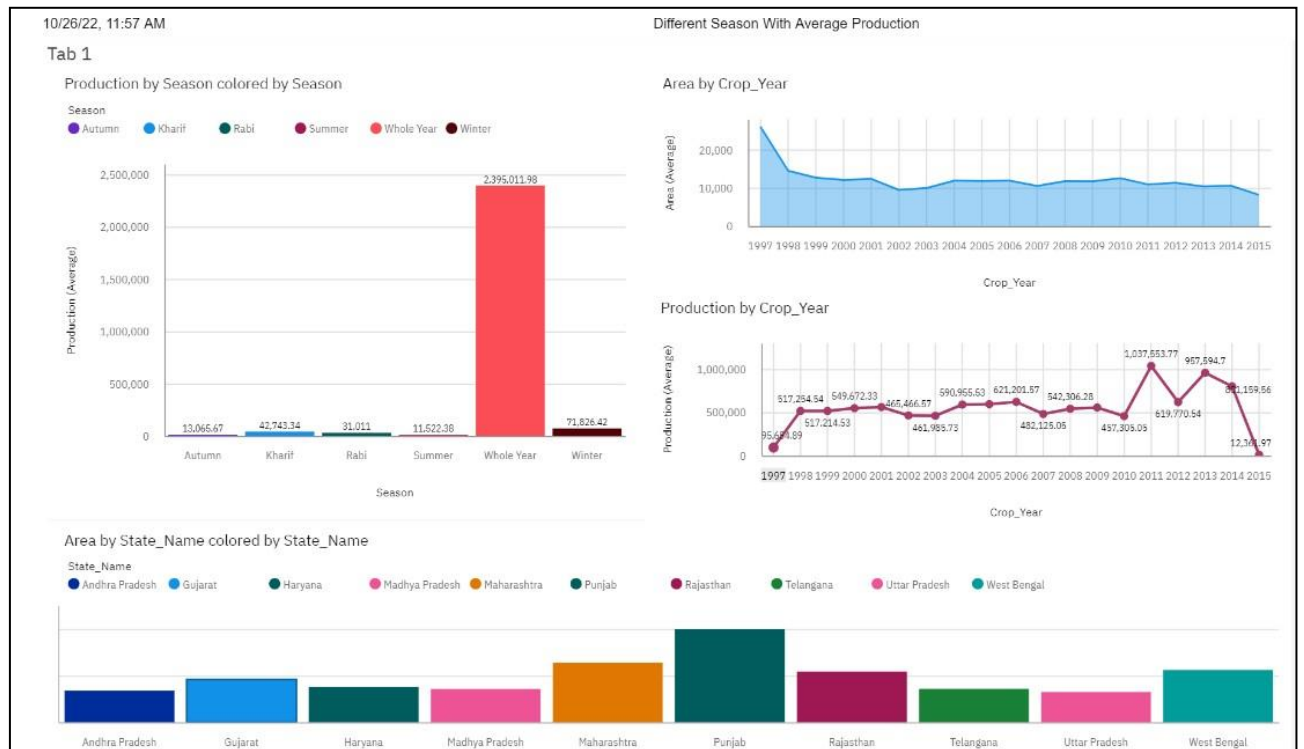 10/26/22, 11:57 AM
Different Season With Average Production
Tab 1
Production by Season colored by Season
Season
Autumn Kharif Rabi Summer Whole Year Winter
Production (Average)
2,500,000
2,000,000
1,500,000
1,000,000
500,000
0
13,065.67 42,743.34 31,011 11,522.38 2,395,011.98 71,826.42
Autumn Kharif Rabi Summer Whole Year Winter
Season
Area by Crop_Year
Area (Average)
20,000
10,000
0
1997 1998 1999 2000 2001 2002 2003 2004 2005 2006 2007 2008 2009 2010 2011 2012 2013 2014 2015
Crop_Year
Production by Crop_Year
Production (Average)
1,000,000
500,000
0
517,254.54 517,214.53 549,672.33 465,466.57 461,985.73 590,955.53 621,201.57 482,125.05 542,306.28 457,305.05 1,037,553.77 619,770.54 957,594.7
1997 1998 1999 2000 2001 2002 2003 2004 2005 2006 2007 2008 2009 2010 2011 2012 2013 2014 2015
Crop_Year
Area by State_Name colored by State_Name
State_Name
Andhra Pradesh Gujarat Haryana Madhya Pradesh Maharashtra Punjab Rajasthan Telangana Uttar Pradesh West Bengal
Andhra Pradesh Gujarat Haryana Madhya Pradesh Maharashtra Punjab Rajasthan Telangana Uttar Pradesh West Bengal